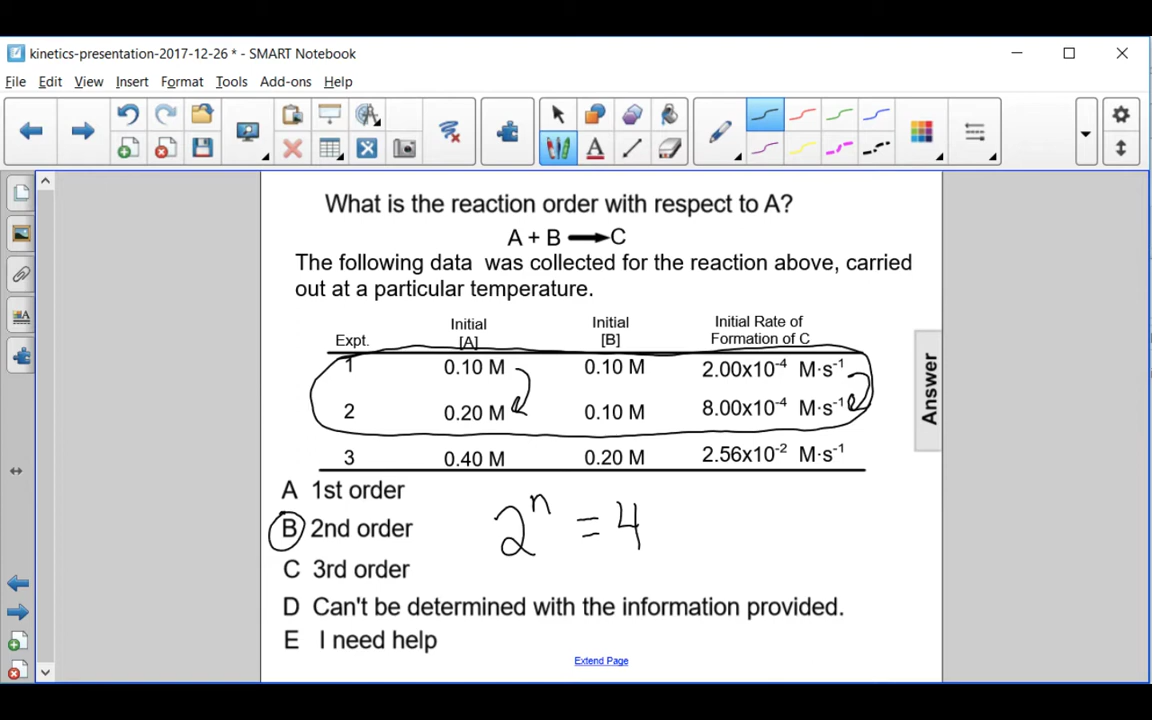 kinetics-presentation-2017-12-26 * - SMART Notebook
File Edit View Insert Format Tools Add-ons Help
What is the reaction order with respect to A?
A + B → C
The following data was collected for the reaction above, carried
out at a particular temperature.
Expt. Initial [A] Initial [B] Initial Rate of Formation of C
1 0.10 M 0.10 M 2.00x10⁻⁴ M·s⁻¹
2 0.20 M 0.10 M 8.00x10⁻⁴ M·s⁻¹
3 0.40 M 0.20 M 2.56x10⁻² M·s⁻¹
Answer
A 1st order
B 2nd order
2ⁿ = 4
C 3rd order
D Can't be determined with the information provided.
E I need help
Extend Page